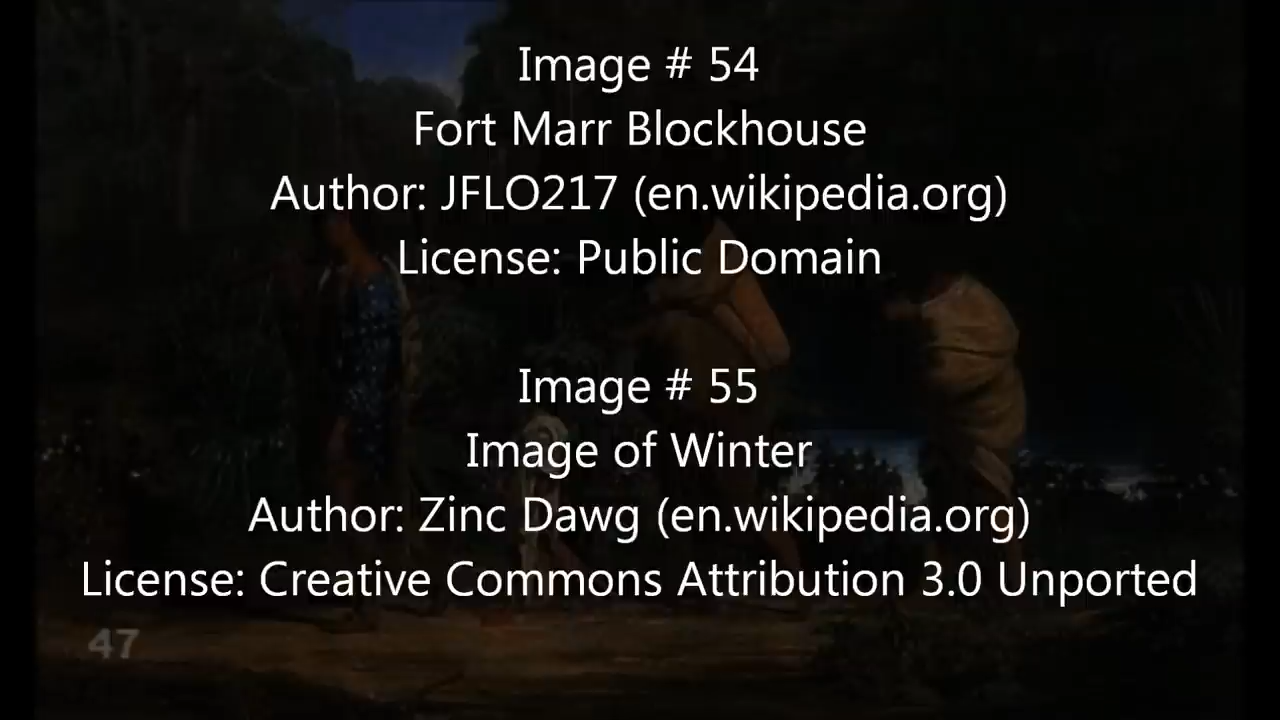 Image # 54
Fort Marr Blockhouse
Author: JFLO217 (en.wikipedia.org)
License: Public Domain
Image # 55
Image of Winter
Author: Zinc Dawg (en.wikipedia.org)
License: Creative Commons Attribution 3.0 Unported
47